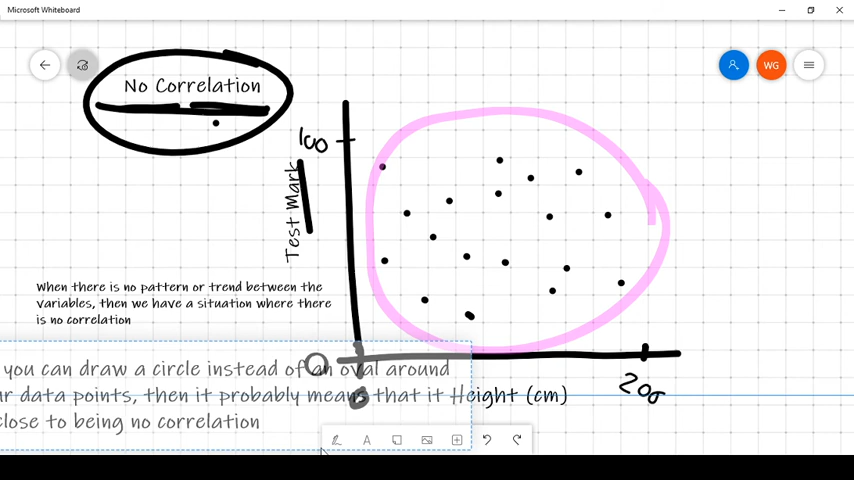 Microsoft Whiteboard
WG
No Correlation
100
Test Mark
When there is no pattern or trend between the
variables, then we have a situation where there
is no correlation
0
you can draw a circle instead of an oval around
data points, then it probably means that it
Height (cm)
close to being no correlation
200
A